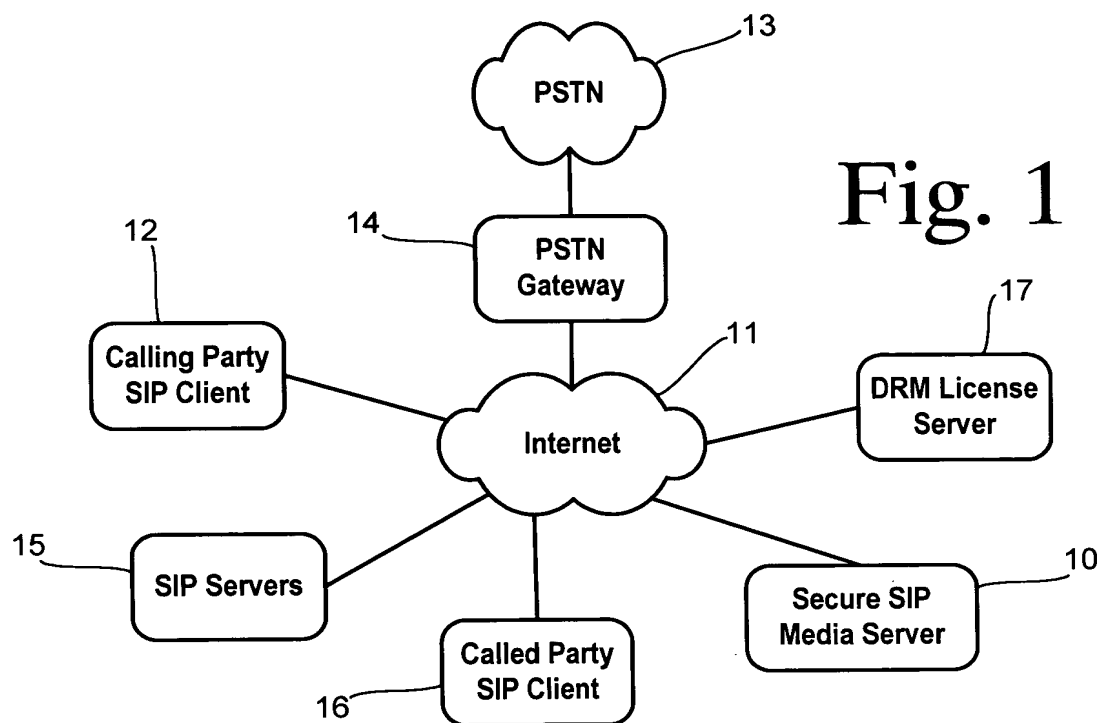 13
PSTN
Fig. 1
14
PSTN
Gateway
12
17
11
Calling Party
SIP Client
DRM License
Server
Internet
15
SIP Servers
10
Secure SIP
Media Server
Called Party
SIP Client
16